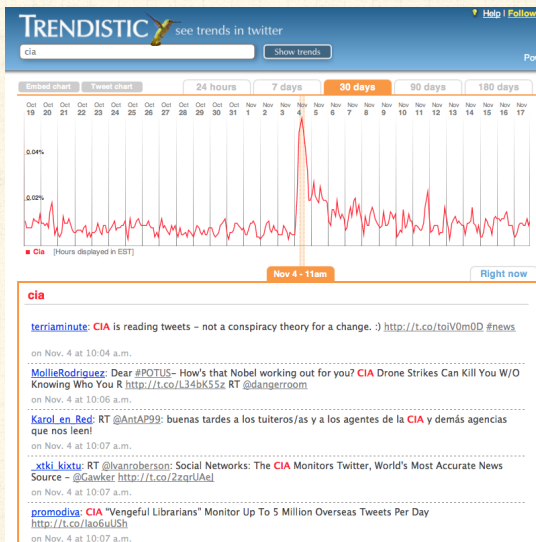 Help | Follow
TRENDISTIC see trends in twitter
cia Show trends
Embed chart Tweet chart 24 hours 7 days 30 days 90 days 180 days
Oct Oct Oct Oct Oct Oct Oct Oct Oct Oct Oct Oct Oct Nov Nov Nov Nov Nov Nov Nov Nov Nov Nov Nov Nov Nov Nov Nov Nov Nov
19 20 21 22 23 24 25 26 27 28 29 30 31 1 2 3 4 5 6 7 8 9 10 11 12 13 14 15 16 17
0.04%
0.02%
Cia [Hours displayed in EST]
Nov 4 - 11am Right now
cia
terriaminute: CIA is reading tweets – not a conspiracy theory for a change. :) http://t.co/toiV0m0D #news
on Nov. 4 at 10:04 a.m.
MollieRodriguez: Dear #POTUS– How's that Nobel working out for you? CIA Drone Strikes Can Kill You W/O
Knowing Who You R http://t.co/L34bK55z RT @dangerroom
on Nov. 4 at 10:06 a.m.
Karol_en_Red: RT @AntAP99: buenas tardes a los tuiteros/as y a los agentes de la CIA y demás agencias
que nos leen!
on Nov. 4 at 10:07 a.m.
_xtki_kixtu: RT @Ivanroberson: Social Networks: The CIA Monitors Twitter, World's Most Accurate News
Source – @Gawker http://t.co/2zqrUAeJ
on Nov. 4 at 10:07 a.m.
promodiva: CIA "Vengeful Librarians" Monitor Up To 5 Million Overseas Tweets Per Day
http://t.co/lao6uUSh
on Nov. 4 at 10:07 a.m.